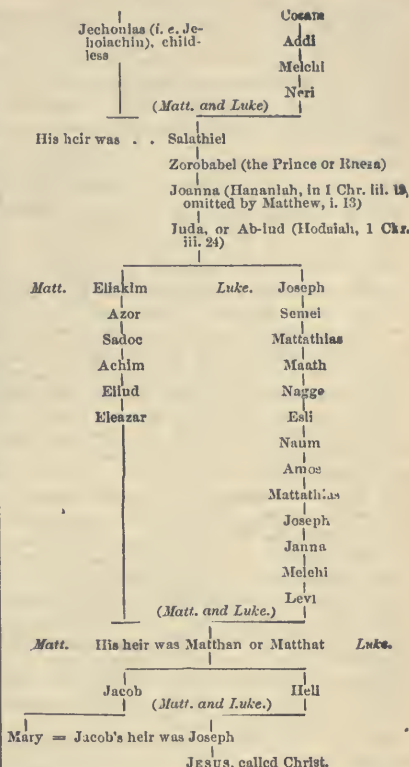 Cosam
Jechonias (i. e. Je-
hoiachin), child-
less
Addi
Melchi
Neri
(Matt. and Luke)
His heir was . . Salathiel
Zorobabel (the Prince or Rhesa)
Joanna (Hananiah, in 1 Chr. iii. 19,
omitted by Matthew, i. 13)
Juda, or Ab-iud (Hodaiah, 1 Chr.
iii. 24)
Matt. Eliakim Luke. Joseph
Azor Semei
Sadoc Mattathias
Achim Maath
Eliud Nagge
Eleazar Esli
Naum
Amos
Mattathias
Joseph
Janna
Melchi
Levi
(Matt. and Luke.)
Matt. His heir was Matthan or Matthat Luke.
Jacob Heli
(Matt. and Luke.)
Mary = Jacob's heir was Joseph
JESUS, called Christ.